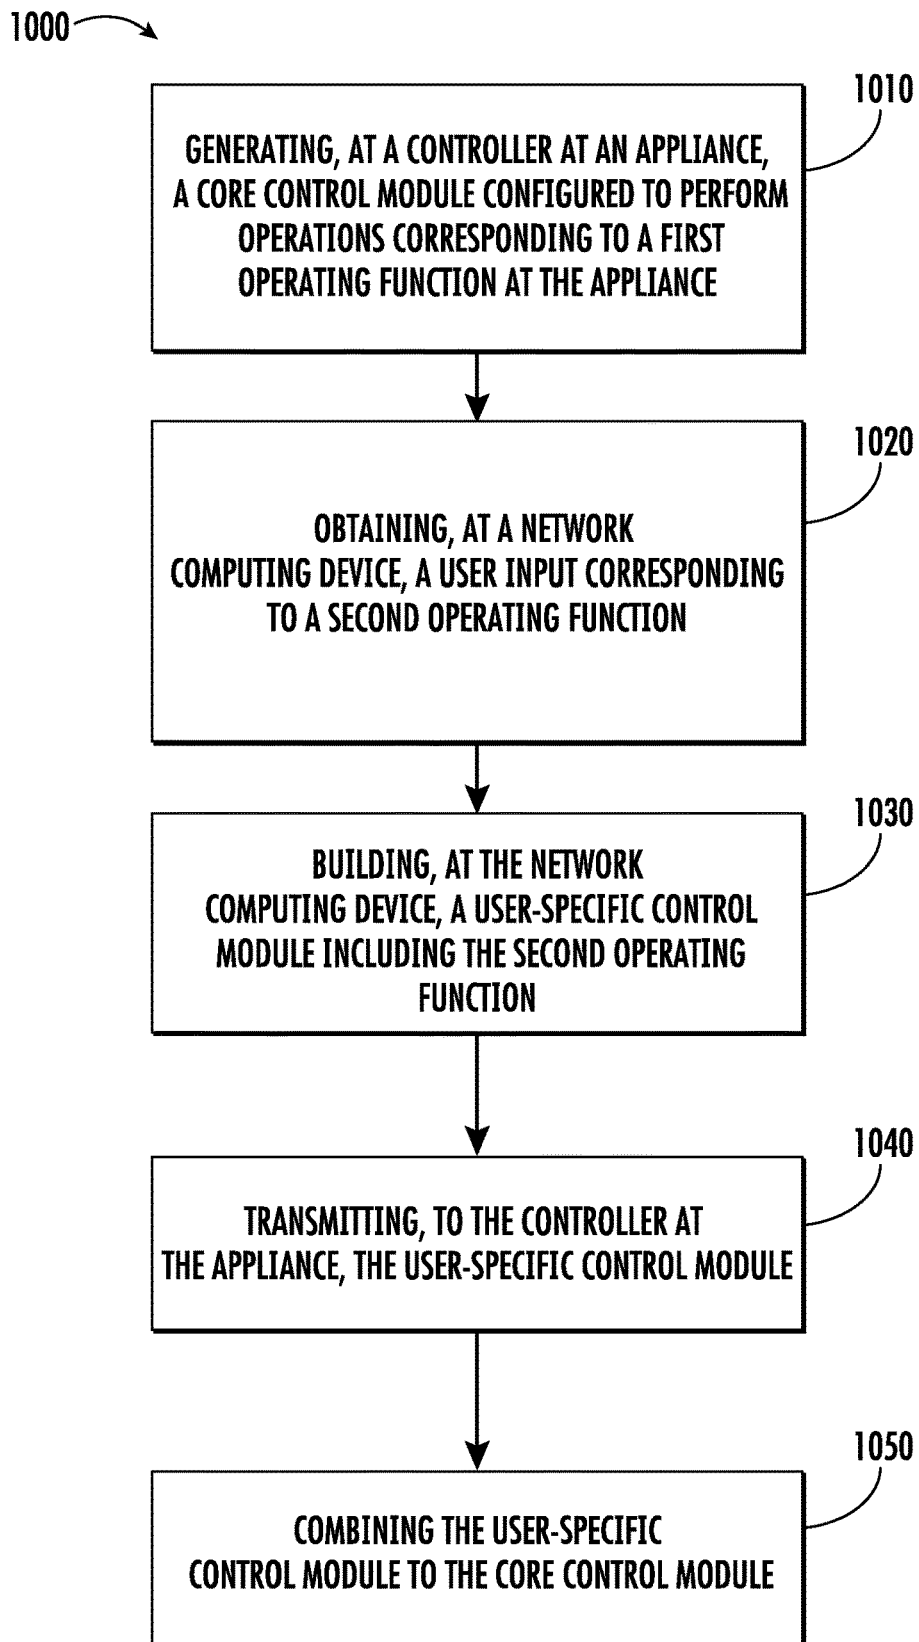 1000
1010
GENERATING, AT A CONTROLLER AT AN APPLIANCE,
A CORE CONTROL MODULE CONFIGURED TO PERFORM
OPERATIONS CORRESPONDING TO A FIRST
OPERATING FUNCTION AT THE APPLIANCE
1020
OBTAINING, AT A NETWORK
COMPUTING DEVICE, A USER INPUT CORRESPONDING
TO A SECOND OPERATING FUNCTION
1030
BUILDING, AT THE NETWORK
COMPUTING DEVICE, A USER-SPECIFIC CONTROL
MODULE INCLUDING THE SECOND OPERATING
FUNCTION
1040
TRANSMITTING, TO THE CONTROLLER AT
THE APPLIANCE, THE USER-SPECIFIC CONTROL MODULE
1050
COMBINING THE USER-SPECIFIC
CONTROL MODULE TO THE CORE CONTROL MODULE